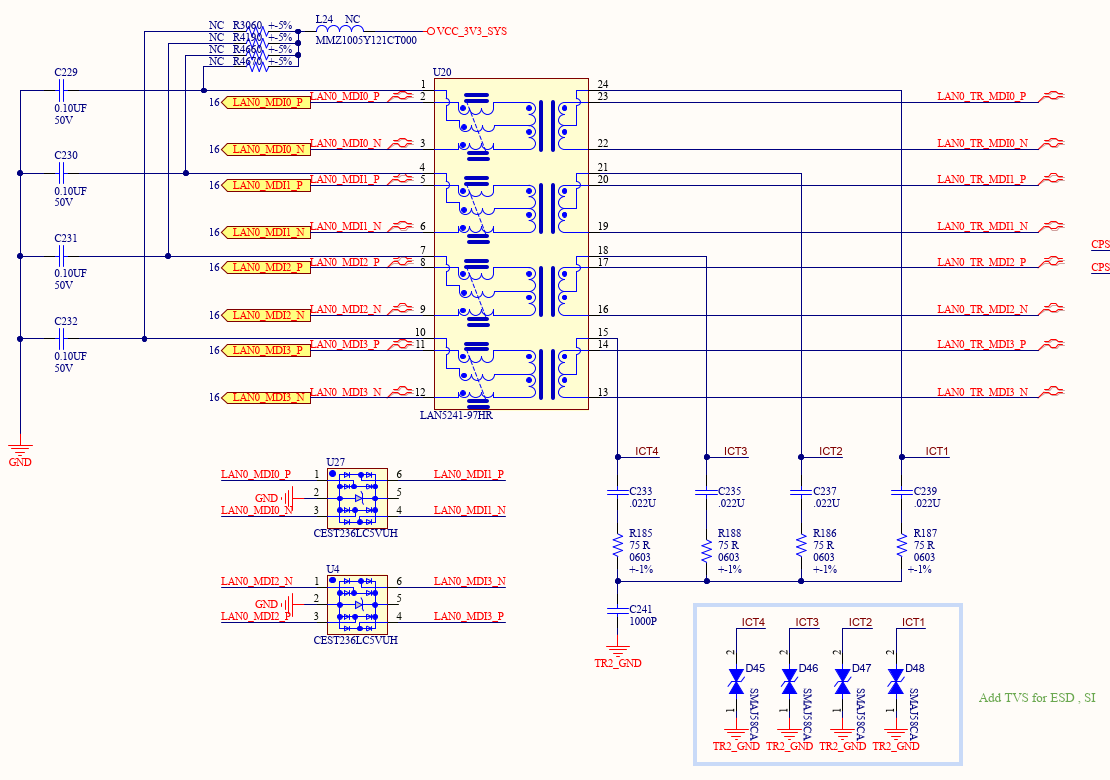 NC R3060 +-5%
NC R4190 +-5%
NC R4660 +-5%
NC R4670 +-5%
L24 NC
MMZ1005Y121CT000
VCC_3V3_SYS
C229
0.10UF
50V
C230
0.10UF
50V
C231
0.10UF
50V
C232
0.10UF
50V
GND
U20
16 LAN0_MDI0_P LAN0_MDI0_P 1 2
16 LAN0_MDI0_N LAN0_MDI0_N 3
16 LAN0_MDI1_P LAN0_MDI1_P 4 5
16 LAN0_MDI1_N LAN0_MDI1_N 6
16 LAN0_MDI2_P LAN0_MDI2_P 7 8
16 LAN0_MDI2_N LAN0_MDI2_N 9
16 LAN0_MDI3_P LAN0_MDI3_P 10 11
16 LAN0_MDI3_N LAN0_MDI3_N 12
LAN5241-97HR
24
23 LAN0_TR_MDI0_P
22 LAN0_TR_MDI0_N
21
20 LAN0_TR_MDI1_P
19 LAN0_TR_MDI1_N
18
17 LAN0_TR_MDI2_P
16 LAN0_TR_MDI2_N
15
14 LAN0_TR_MDI3_P
13 LAN0_TR_MDI3_N
CPS
CPS
U27
LAN0_MDI0_P 1 6 LAN0_MDI1_P
GND 2 5
LAN0_MDI0_N 3 4 LAN0_MDI1_N
CEST236LC5VUH
U4
LAN0_MDI2_N 1 6 LAN0_MDI3_N
GND 2 5
LAN0_MDI2_P 3 4 LAN0_MDI3_P
CEST236LC5VUH
ICT4 ICT3 ICT2 ICT1
C233
.022U
C235
.022U
C237
.022U
C239
.022U
R185
75 R
0603
+-1%
R188
75 R
0603
+-1%
R186
75 R
0603
+-1%
R187
75 R
0603
+-1%
C241
1000P
TR2_GND
ICT4 ICT3 ICT2 ICT1
2 2 2 2
D45 D46 D47 D48
SMAJ58CA SMAJ58CA SMAJ58CA SMAJ58CA
1 1 1 1
TR2_GND TR2_GND TR2_GND TR2_GND
Add TVS for ESD , SI